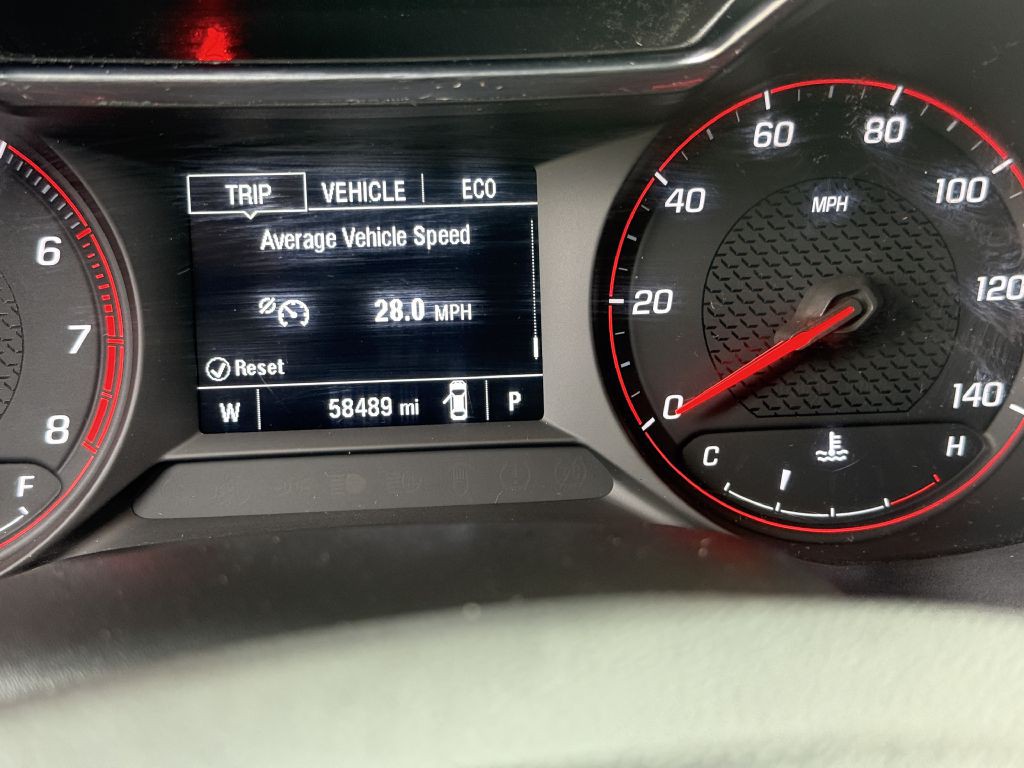 TRIP VEHICLE ECO
Average Vehicle Speed
28.0 MPH
Reset
W 58489 mi P
6
7
8
F
0
20
40
60
80
100
120
140
MPH
C H